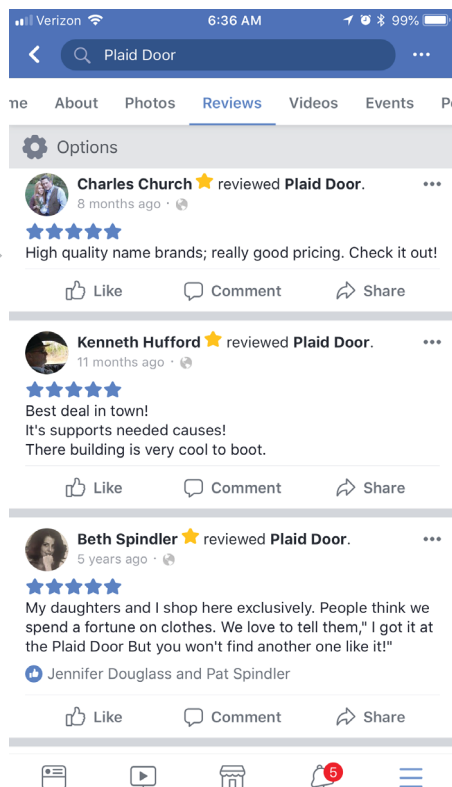 Verizon 6:36 AM 99%
Plaid Door
me About Photos Reviews Videos Events
Options
Charles Church reviewed Plaid Door.
8 months ago ·
High quality name brands; really good pricing. Check it out!
Like Comment Share
Kenneth Hufford reviewed Plaid Door.
11 months ago ·
Best deal in town!
It's supports needed causes!
There building is very cool to boot.
Like Comment Share
Beth Spindler reviewed Plaid Door.
5 years ago ·
My daughters and I shop here exclusively. People think we
spend a fortune on clothes. We love to tell them," I got it at
the Plaid Door But you won't find another one like it!"
Jennifer Douglass and Pat Spindler
Like Comment Share
5